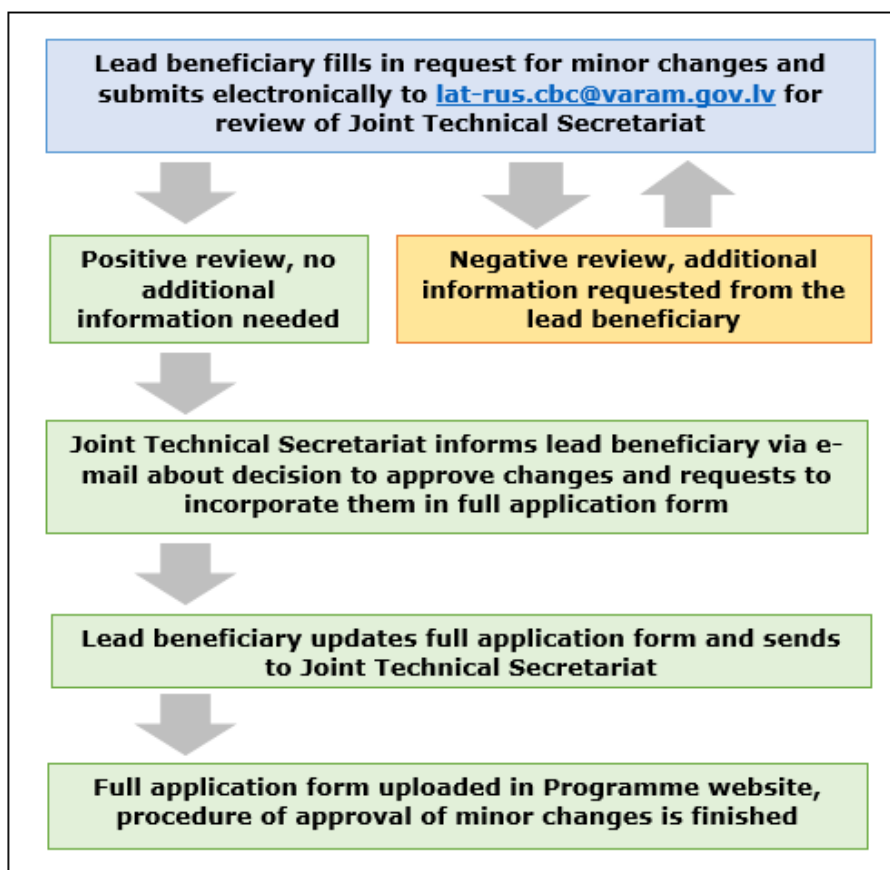 Lead beneficiary fills in request for minor changes and
submits electronically to lat-rus.cbc@varam.gov.lv for
review of Joint Technical Secretariat
Positive review, no
additional
information needed
Negative review, additional
information requested from the
lead beneficiary
Joint Technical Secretariat informs lead beneficiary via e-
mail about decision to approve changes and requests to
incorporate them in full application form
Lead beneficiary updates full application form and sends
to Joint Technical Secretariat
Full application form uploaded in Programme website,
procedure of approval of minor changes is finished